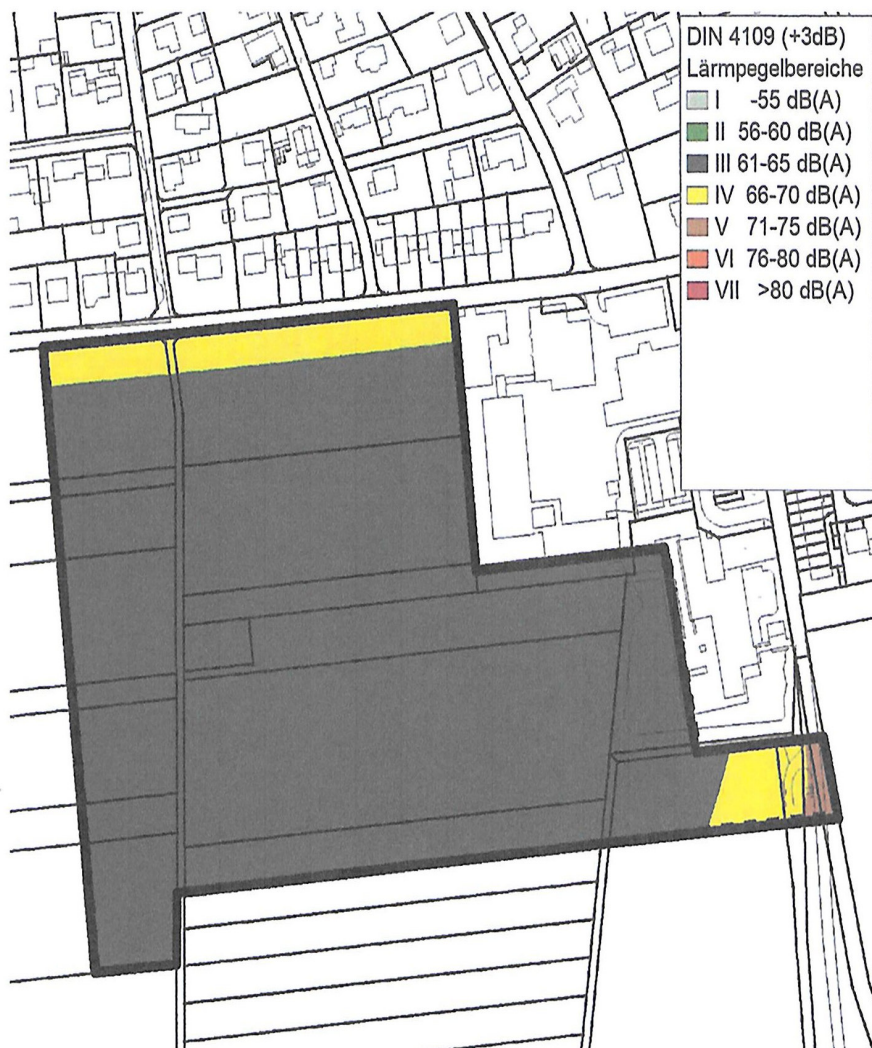 DIN 4109 (+3dB)
Lärmpegelbereiche
I -55 dB(A)
II 56-60 dB(A)
III 61-65 dB(A)
IV 66-70 dB(A)
V 71-75 dB(A)
VI 76-80 dB(A)
VII >80 dB(A)